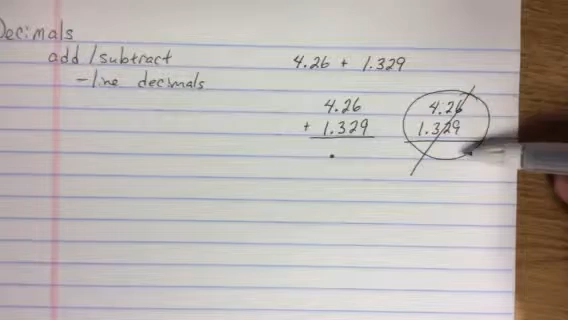 Decimals
add/subtract
-line decimals
4.26 + 1.329
4.26
+ 1.329
.
4.26
1.329